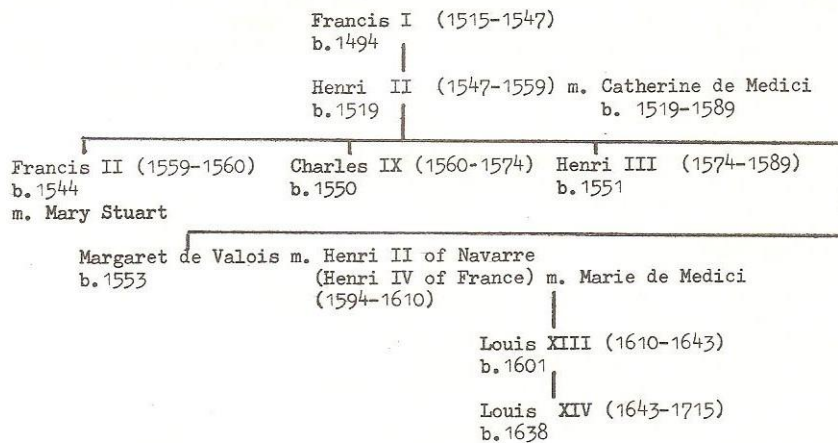 Francis I (1515-1547)
b.1494
Henri II (1547-1559) m. Catherine de Medici
b.1519 b. 1519-1589
Francis II (1559-1560) Charles IX (1560-1574) Henri III (1574-1589)
b.1544 b.1550 b.1551
m. Mary Stuart
Margaret de Valois m. Henri II of Navarre
b.1553 (Henri IV of France) m. Marie de Medici
(1594-1610)
Louis XIII (1610-1643)
b.1601
Louis XIV (1643-1715)
b.1638